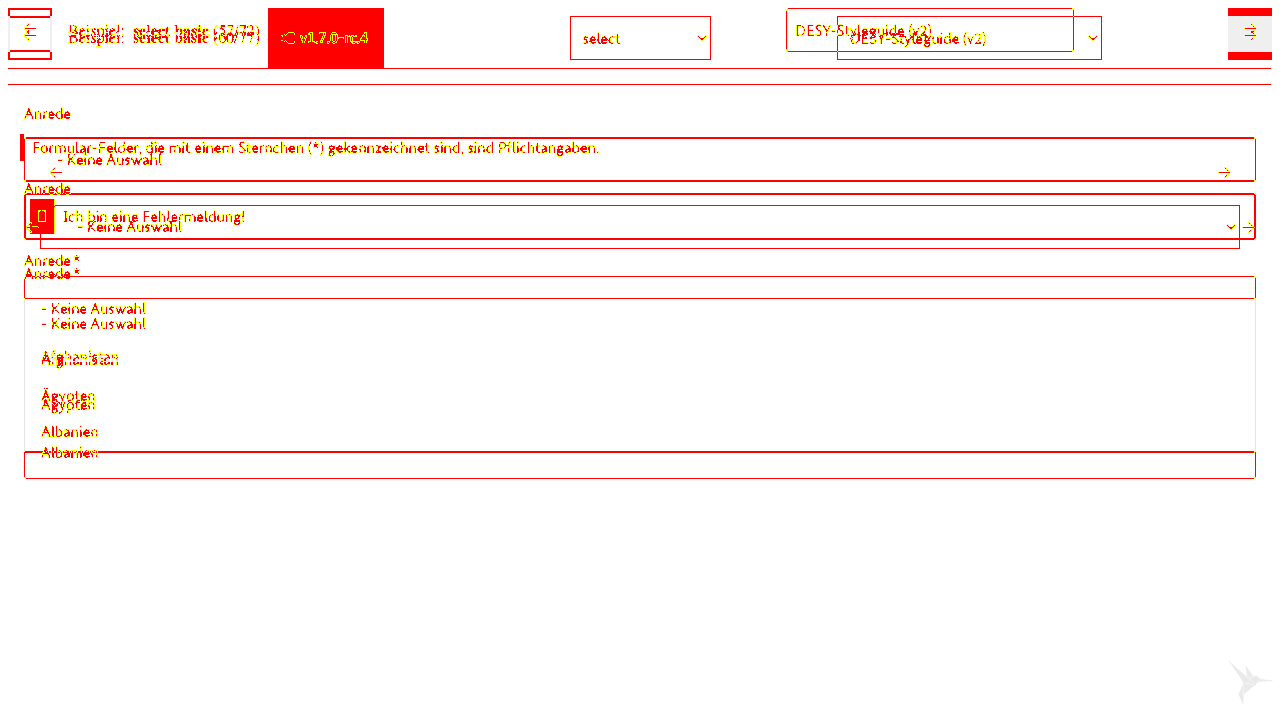 Beispiel: select basic (57/72)
Beispiel: select basic (60/77)
v1.7.0-rc.4
select
DESY-Styleguide (v2)
DESY-Styleguide (v2)
Anrede
Formular-Felder, die mit einem Sternchen (*) gekennzeichnet sind, sind Pflichtangaben.
- Keine Auswahl
Anrede
Ich bin eine Fehlermeldung!
- Keine Auswahl
Anrede *
Anrede *
- Keine Auswahl
- Keine Auswahl
Afghanistan
Afghanistan
Ägypten
Ägypten
Albanien
Albanien